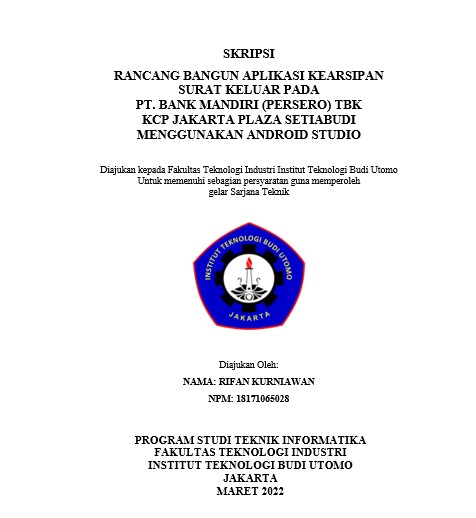 SKRIPSI
RANCANG BANGUN APLIKASI KEARSIPAN
SURAT KELUAR PADA
PT. BANK MANDIRI (PERSERO) TBK
KCP JAKARTA PLAZA SETIABUDI
MENGGUNAKAN ANDROID STUDIO
Diajukan kepada Fakultas Teknologi Industri Institut Teknologi Budi Utomo
Untuk memenuhi sebagian persyaratan guna memperoleh
gelar Sarjana Teknik
INSTITUT TEKNOLOGI BUDI UTOMO
JAKARTA
Diajukan Oleh:
NAMA: RIFAN KURNIAWAN
NPM: 18171065028
PROGRAM STUDI TEKNIK INFORMATIKA
FAKULTAS TEKNOLOGI INDUSTRI
INSTITUT TEKNOLOGI BUDI UTOMO
JAKARTA
MARET 2022